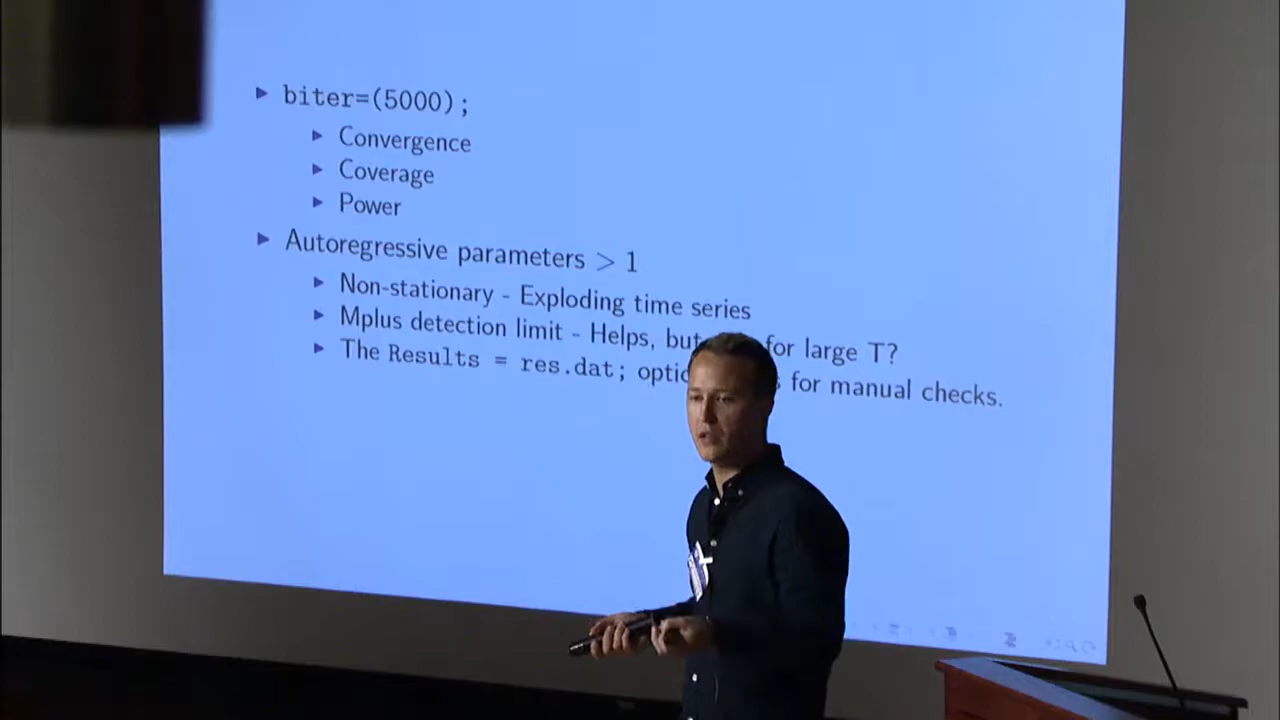 biter=(5000);
Convergence
Coverage
Power
Autoregressive parameters > 1
Non-stationary - Exploding time series
Mplus detection limit - Helps, but for large T?
The Results = res.dat; for manual checks.